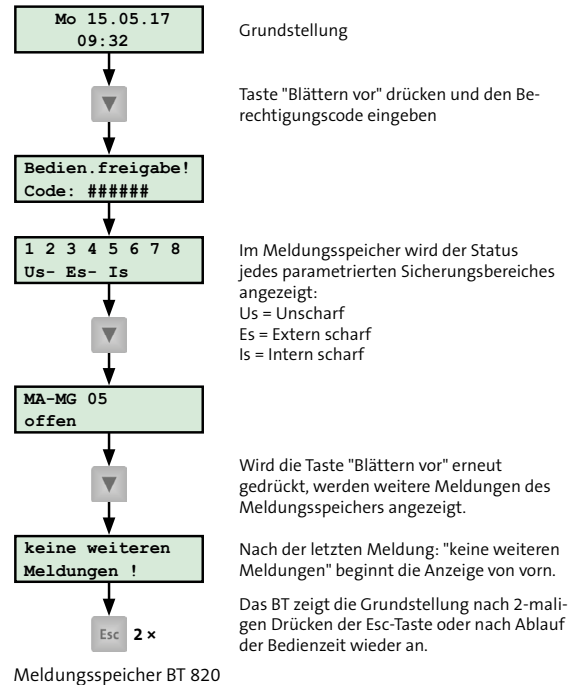 Mo 15.05.17
09:32
Grundstellung
Taste "Blättern vor" drücken und den Be-
rechtigungscode eingeben
Bedien.freigabe!
Code: ######
1 2 3 4 5 6 7 8
Us- Es- Is
Im Meldungsspeicher wird der Status
jedes parametrierten Sicherungsbereiches
angezeigt:
Us = Unscharf
Es = Extern scharf
Is = Intern scharf
MA-MG 05
offen
Wird die Taste "Blättern vor" erneut
gedrückt, werden weitere Meldungen des
Meldungsspeichers angezeigt.
keine weiteren
Meldungen !
Nach der letzten Meldung: "keine weiteren
Meldungen" beginnt die Anzeige von vorn.
Esc 2 ×
Das BT zeigt die Grundstellung nach 2-mali-
gen Drücken der Esc-Taste oder nach Ablauf
der Bedienzeit wieder an.
Meldungsspeicher BT 820